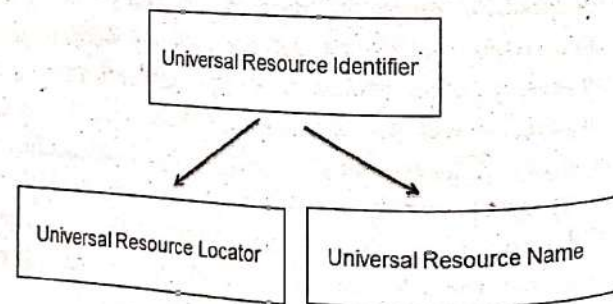 Universal Resource Identifier
Universal Resource Locator
Universal Resource Name